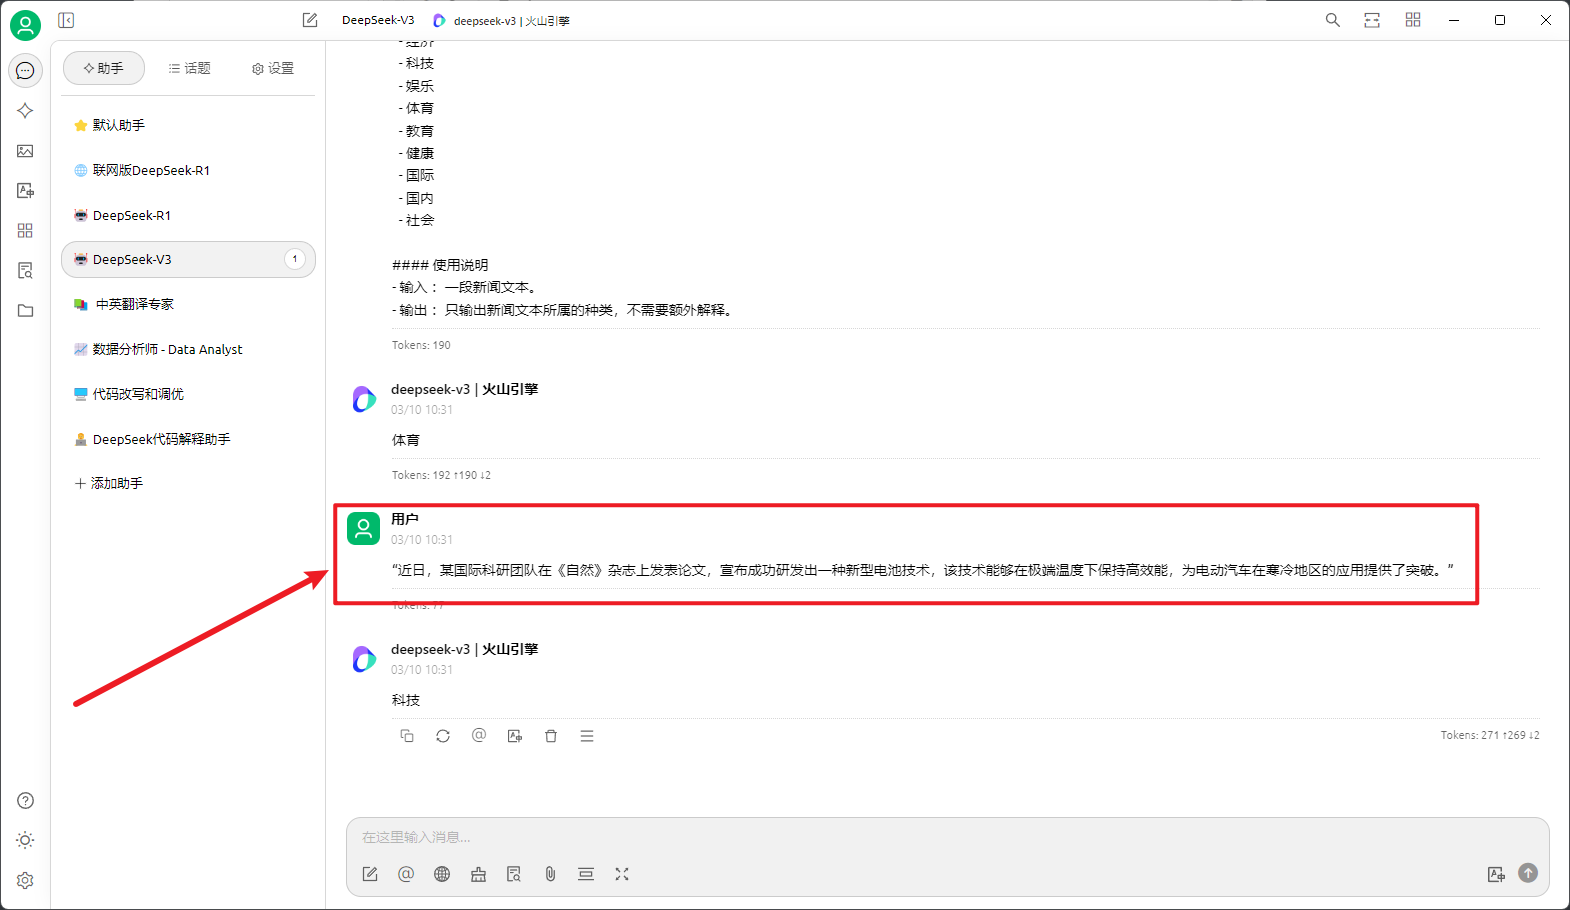 DeepSeek-V3
deepseek-v3 | 火山引擎
助手
话题
设置
默认助手
联网版DeepSeek-R1
DeepSeek-R1
DeepSeek-V3
1
中英翻译专家
数据分析师 - Data Analyst
代码改写和调优
DeepSeek代码解释助手
添加助手
- 经济
- 科技
- 娱乐
- 体育
- 教育
- 健康
- 国际
- 国内
- 社会
#### 使用说明
- 输入： 一段新闻文本。
- 输出： 只输出新闻文本所属的种类，不需要额外解释。
Tokens: 190
deepseek-v3 | 火山引擎
03/10 10:31
体育
Tokens: 192 ↑190 ↓2
用户
03/10 10:31
“近日，某国际科研团队在《自然》杂志上发表论文，宣布成功研发出一种新型电池技术，该技术能够在极端温度下保持高效能，为电动汽车在寒冷地区的应用提供了突破。”
Tokens: 77
deepseek-v3 | 火山引擎
03/10 10:31
科技
Tokens: 271 ↑269 ↓2
在这里输入消息...